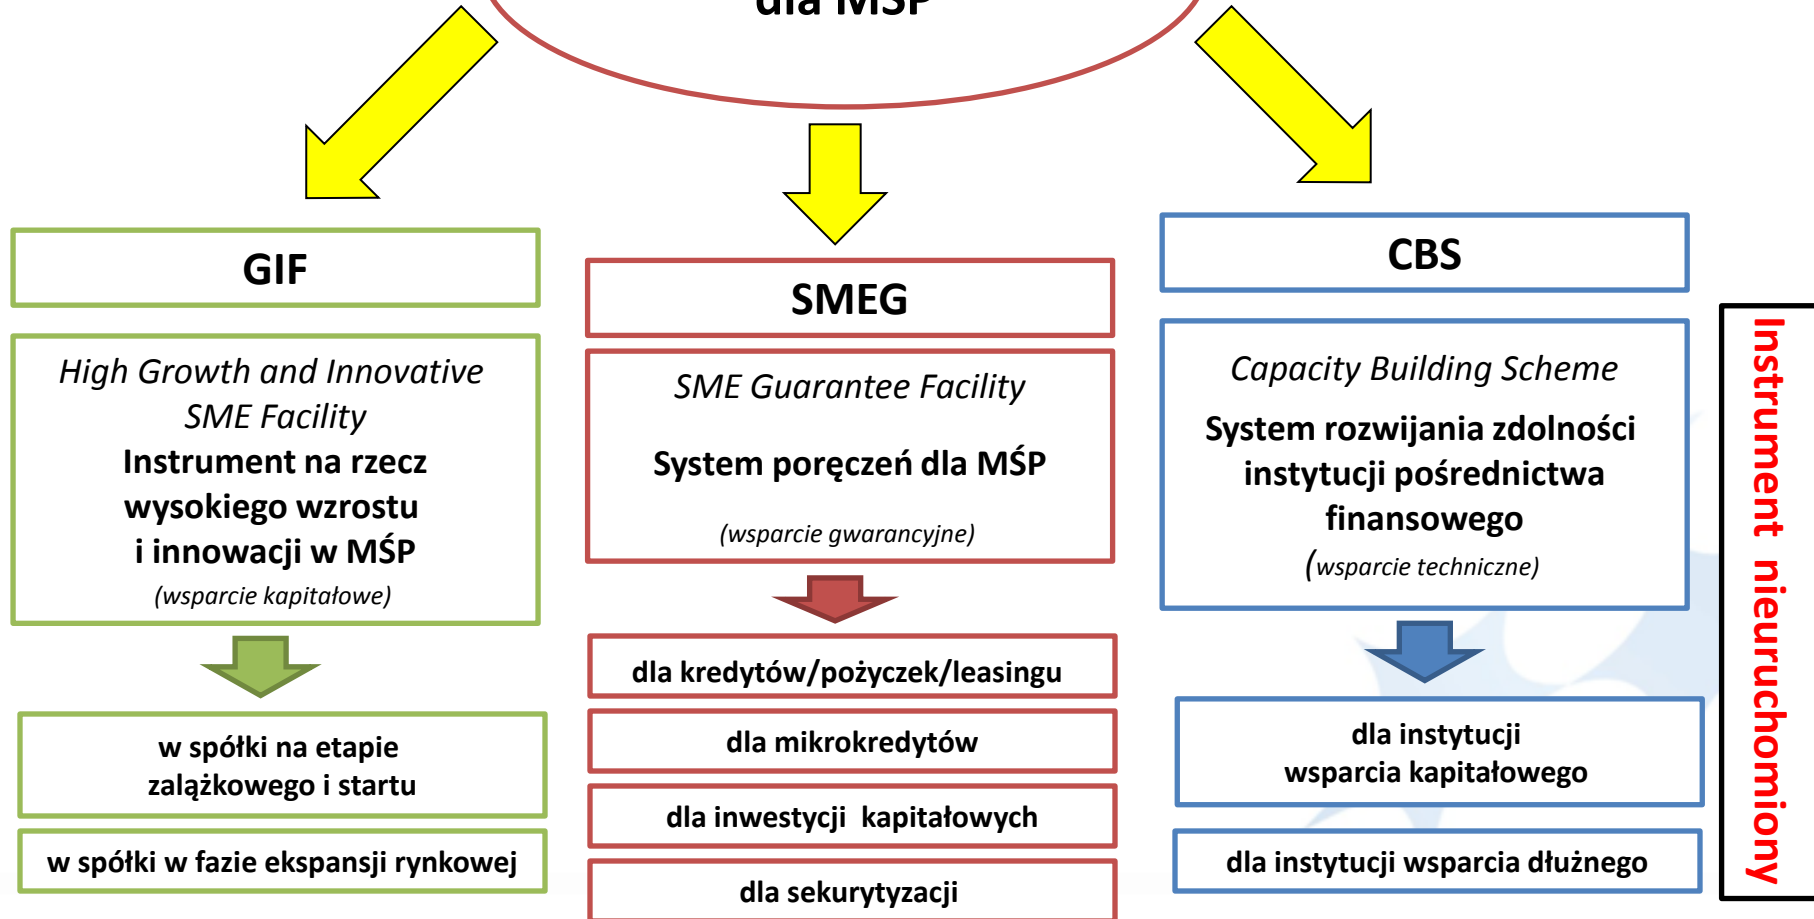 dla MŚP
GIF
High Growth and Innovative
SME Facility
Instrument na rzecz
wysokiego wzrostu
i innowacji w MŚP
(wsparcie kapitałowe)
w spółki na etapie
zalążkowego i startu
w spółki w fazie ekspansji rynkowej
SMEG
SME Guarantee Facility
System poręczeń dla MŚP
(wsparcie gwarancyjne)
dla kredytów/pożyczek/leasingu
dla mikrokredytów
dla inwestycji kapitałowych
dla sekurytyzacji
CBS
Capacity Building Scheme
System rozwijania zdolności
instytucji pośrednictwa
finansowego
(wsparcie techniczne)
dla instytucji
wsparcia kapitałowego
dla instytucji wsparcia dłużnego
Instrument nieuruchomiony